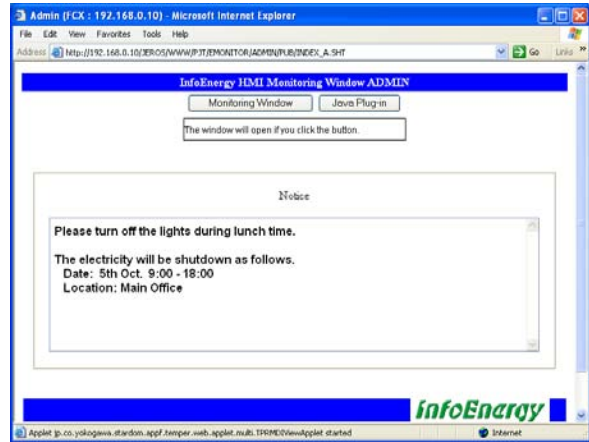 Admin (FCX : 192.168.0.10) - Microsoft Internet Explorer
File Edit View Favorites Tools Help
Address http://192.168.0.10/JEROS/WWW/PJT/EMONITOR/ADMIN/PUB/INDEX_A.SHT Go Links »
InfoEnergy HMI Monitoring Window ADMIN
Monitoring Window Java Plug-in
The window will open if you click the button.
Notice
Please turn off the lights during lunch time.
The electricity will be shutdown as follows.
Date: 5th Oct. 9:00 - 18:00
Location: Main Office
InfoEnergy
Applet jp.co.yokogawa.stardom.appf.temper.web.applet.multi.TPRMDIViewApplet started Internet